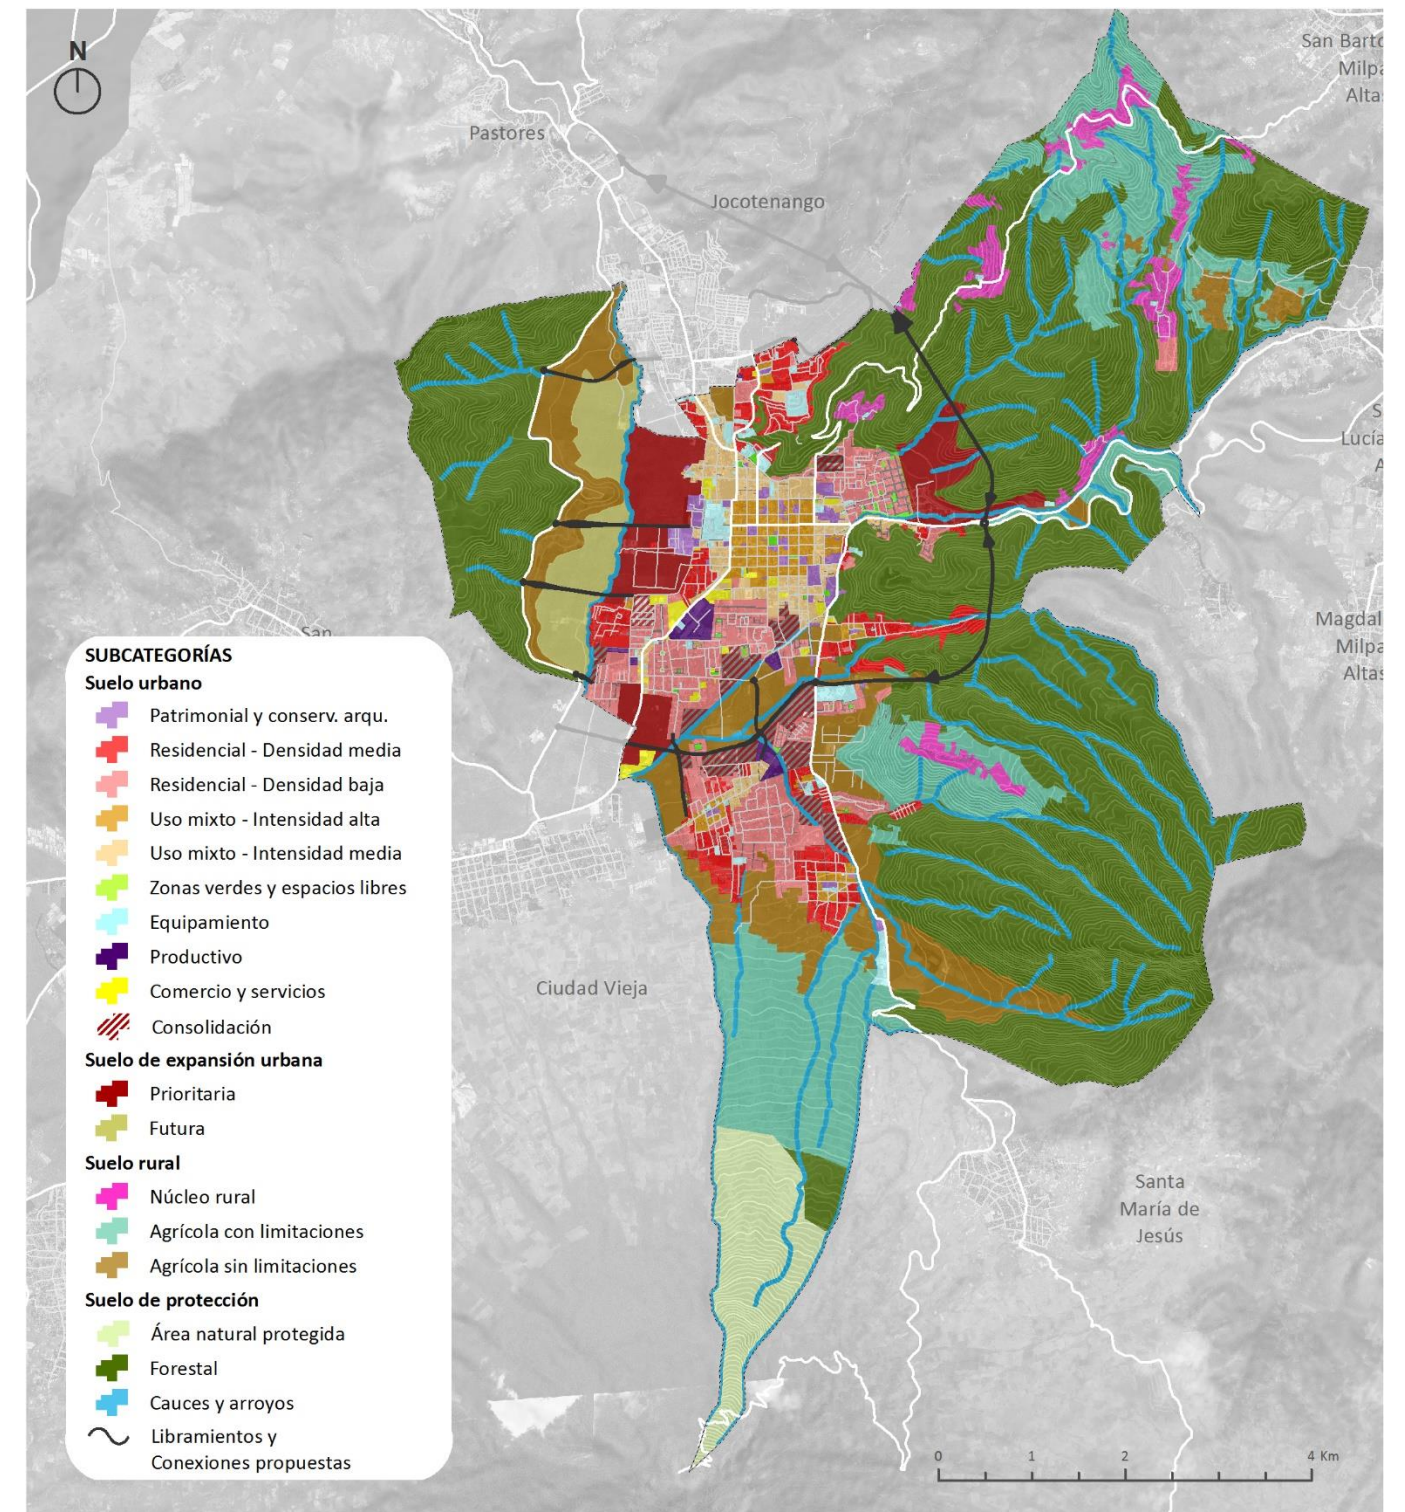 N
San Barto
Milpa
Altas
Pastores
Jocotenango
S
Lucía
A
Magdal
Milpa
Altas
San
SUBCATEGORÍAS
Suelo urbano
Patrimonial y conserv. arqu.
Residencial - Densidad media
Residencial - Densidad baja
Uso mixto - Intensidad alta
Uso mixto - Intensidad media
Zonas verdes y espacios libres
Equipamiento
Productivo
Comercio y servicios
Consolidación
Suelo de expansión urbana
Prioritaria
Futura
Suelo rural
Núcleo rural
Agrícola con limitaciones
Agrícola sin limitaciones
Suelo de protección
Área natural protegida
Forestal
Cauces y arroyos
Libramientos y
Conexiones propuestas
Ciudad Vieja
Santa
María de
Jesús
0 1 2 4 Km